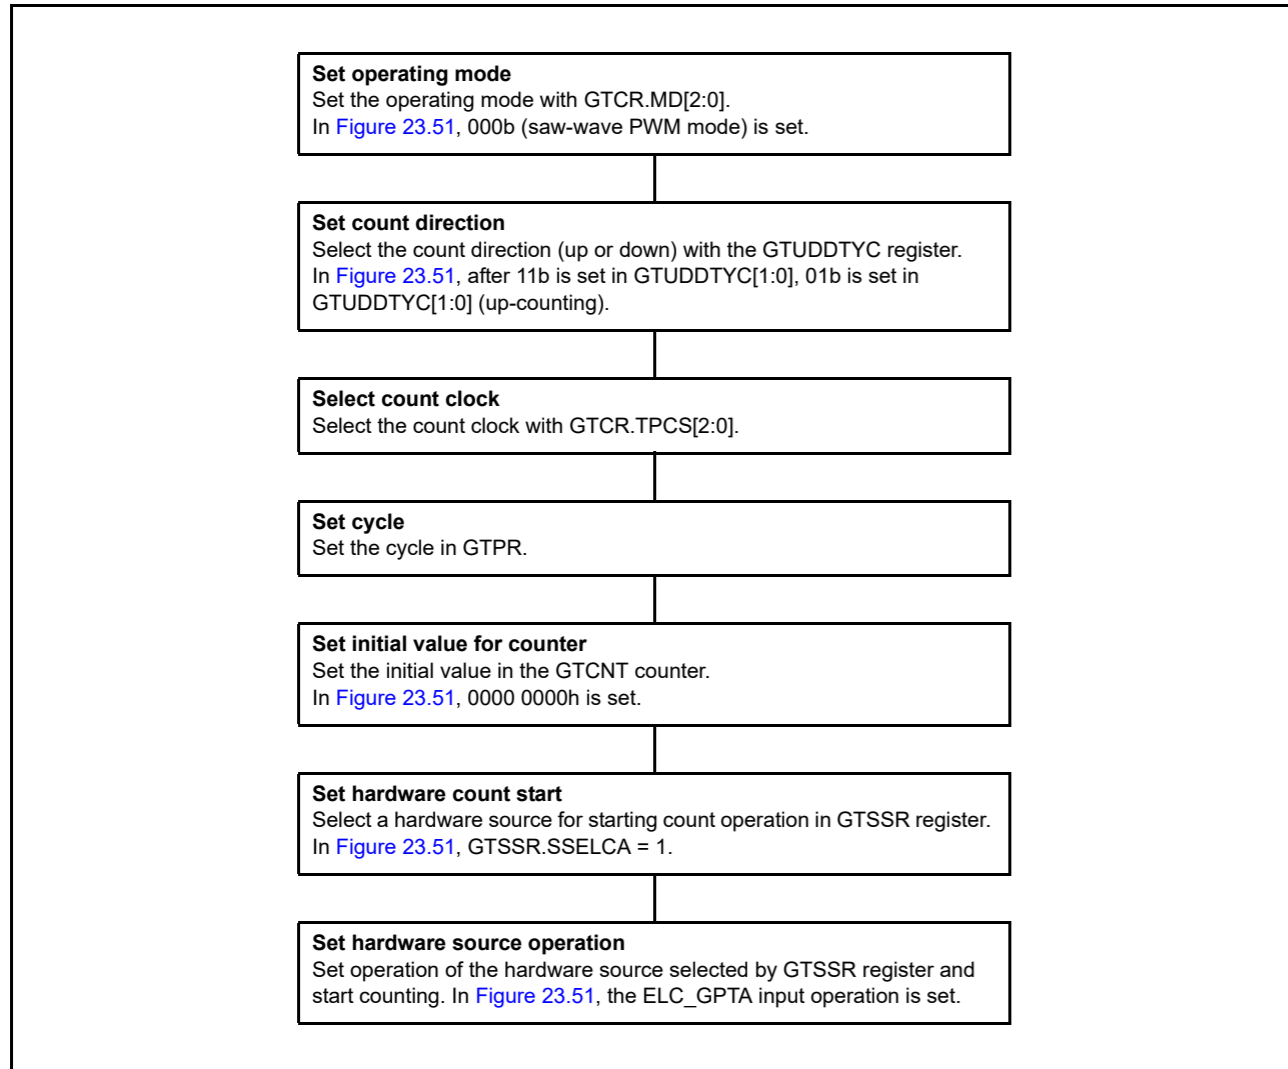 Set operating mode
Set the operating mode with GTCR.MD[2:0].
In Figure 23.51, 000b (saw-wave PWM mode) is set.
Set count direction
Select the count direction (up or down) with the GTUDDTYC register.
In Figure 23.51, after 11b is set in GTUDDTYC[1:0], 01b is set in
GTUDDTYC[1:0] (up-counting).
Select count clock
Select the count clock with GTCR.TPCS[2:0].
Set cycle
Set the cycle in GTPR.
Set initial value for counter
Set the initial value in the GTCNT counter.
In Figure 23.51, 0000 0000h is set.
Set hardware count start
Select a hardware source for starting count operation in GTSSR register.
In Figure 23.51, GTSSR.SSELCA = 1.
Set hardware source operation
Set operation of the hardware source selected by GTSSR register and
start counting. In Figure 23.51, the ELC_GPTA input operation is set.